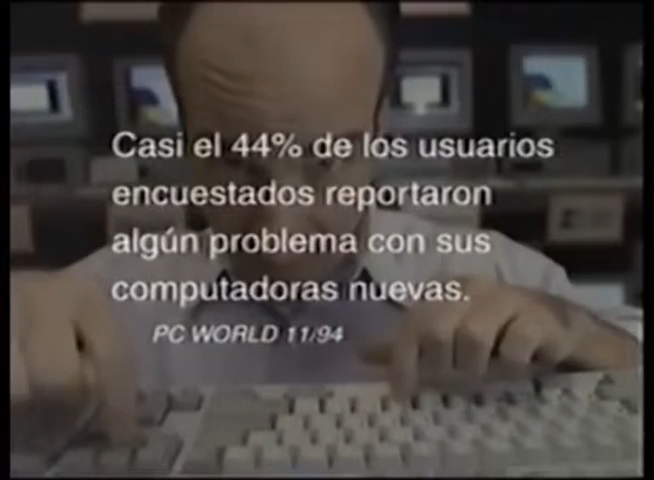 Casi el 44% de los usuarios
encuestados reportaron
algún problema con sus
computadoras nuevas.
PC WORLD 11/94